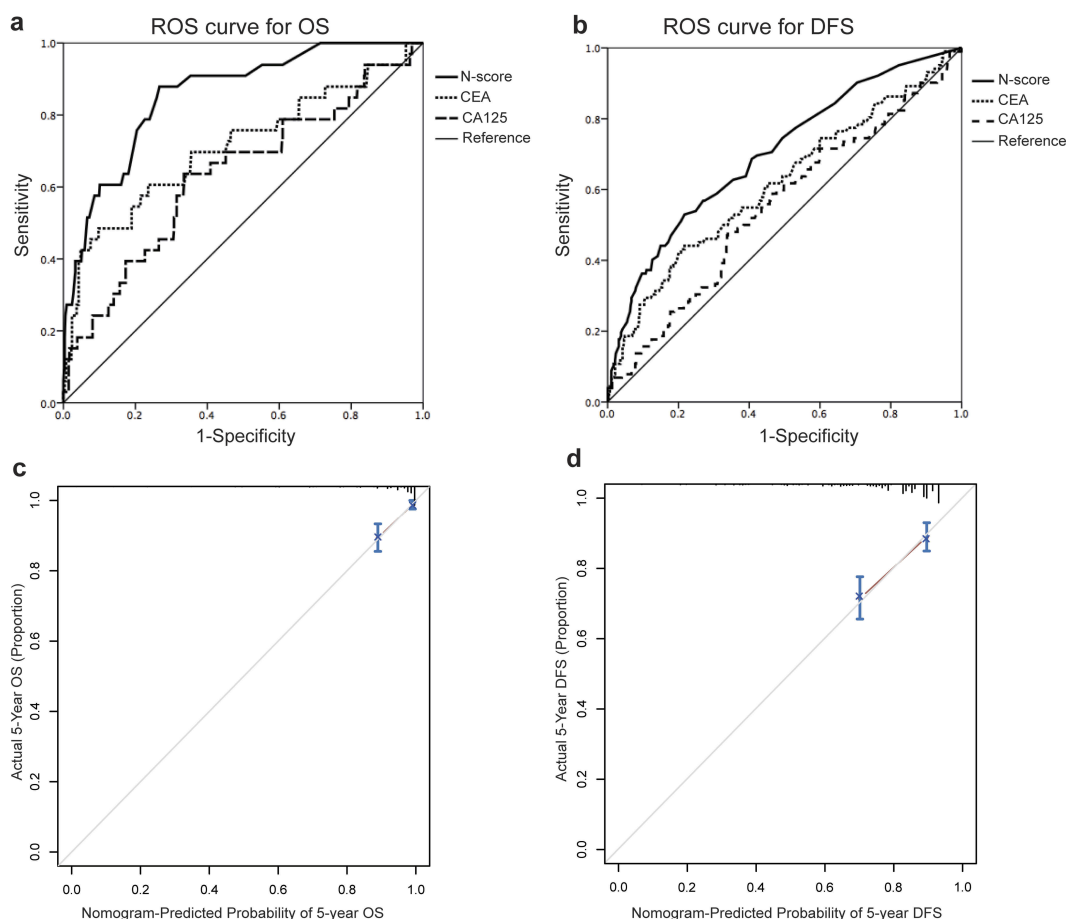 a
ROS curve for OS
1.0
0.8
0.6
0.4
0.2
0.0
Sensitivity
0.0 0.2 0.4 0.6 0.8 1.0
1-Specificity
N-score
CEA
CA125
Reference
b
ROS curve for DFS
1.0
0.8
0.6
0.4
0.2
0.0
Sensitivity
0.0 0.2 0.4 0.6 0.8 1.0
1-Specificity
N-score
CEA
CA125
Reference
c
Actual 5-Year OS (Proportion)
1.0
0.8
0.6
0.4
0.2
0.0
0.0 0.2 0.4 0.6 0.8 1.0
Nomogram-Predicted Probability of 5-year OS
d
Actual 5-Year DFS (Proportion)
1.0
0.8
0.6
0.4
0.2
0.0
0.0 0.2 0.4 0.6 0.8 1.0
Nomogram-Predicted Probability of 5-year DFS